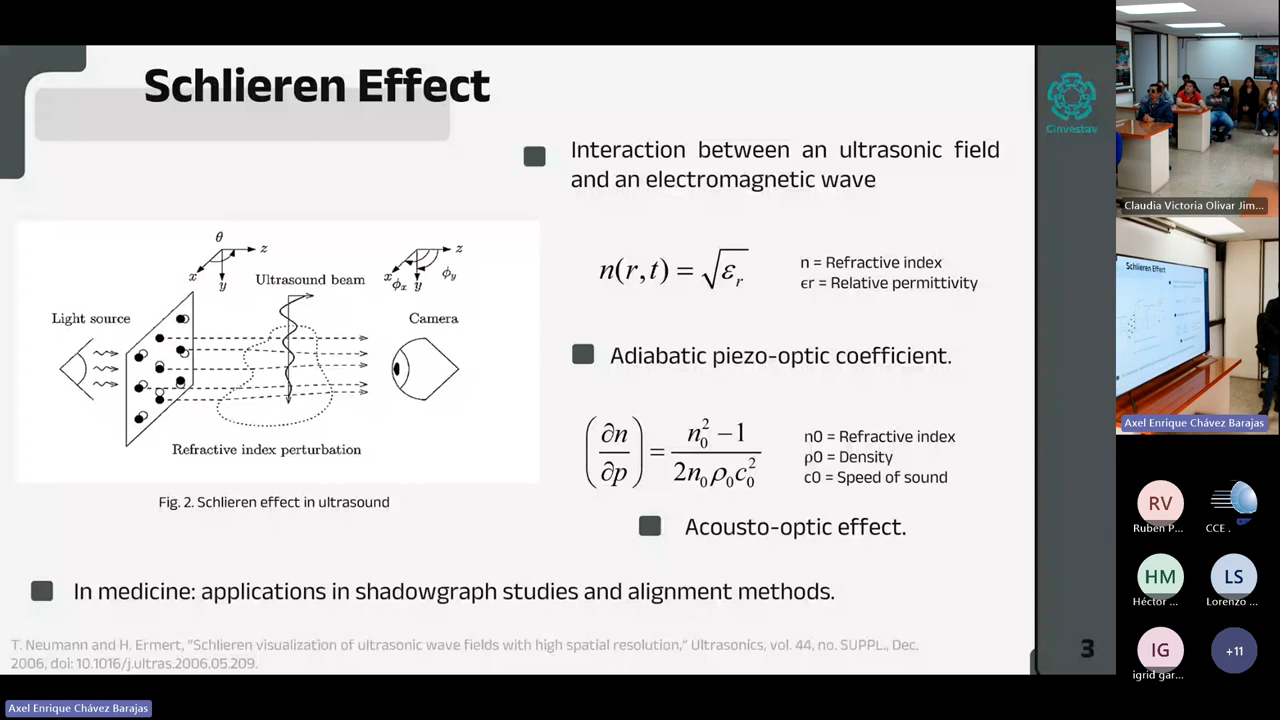 Schlieren Effect
Cinvestav
Interaction between an ultrasonic field
and an electromagnetic wave
n(r,t) = √ε_r
n = Refractive index
ϵr = Relative permittivity
θ
z
x
y
Ultrasound beam
z
x
ϕx
y
ϕy
Light source
Camera
Refractive index perturbation
Fig. 2. Schlieren effect in ultrasound
Adiabatic piezo-optic coefficient.
(∂n/∂p) = (n₀² − 1)/(2n₀ρ₀c₀²)
n0 = Refractive index
ρ0 = Density
c0 = Speed of sound
Acousto-optic effect.
In medicine: applications in shadowgraph studies and alignment methods.
T. Neumann and H. Ermert, "Schlieren visualization of ultrasonic wave fields with high spatial resolution," Ultrasonics, vol. 44, no. SUPPL., Dec.
2006, doi: 10.1016/j.ultras.2006.05.209.
3
Axel Enrique Chávez Barajas
Claudia Victoria Olivar Jim...
Schlieren Effect
Axel Enrique Chávez Barajas
RV
Ruben P...
CCE .
HM
Héctor ...
LS
Lorenzo ...
IG
igrid gar...
+11